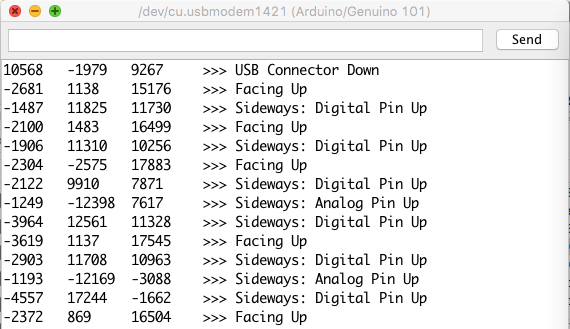 /dev/cu.usbmodem1421 (Arduino/Genuino 101)
Send
10568 -1979 9267 >>> USB Connector Down
-2681 1138 15176 >>> Facing Up
-1487 11825 11730 >>> Sideways: Digital Pin Up
-2100 1483 16499 >>> Facing Up
-1906 11310 10256 >>> Sideways: Digital Pin Up
-2304 -2575 17883 >>> Facing Up
-2122 9910 7871 >>> Sideways: Digital Pin Up
-1249 -12398 7617 >>> Sideways: Analog Pin Up
-3964 12561 11328 >>> Sideways: Digital Pin Up
-3619 1137 17545 >>> Facing Up
-2903 11708 10963 >>> Sideways: Digital Pin Up
-1193 -12169 -3088 >>> Sideways: Analog Pin Up
-4557 17244 -1662 >>> Sideways: Digital Pin Up
-2372 869 16504 >>> Facing Up